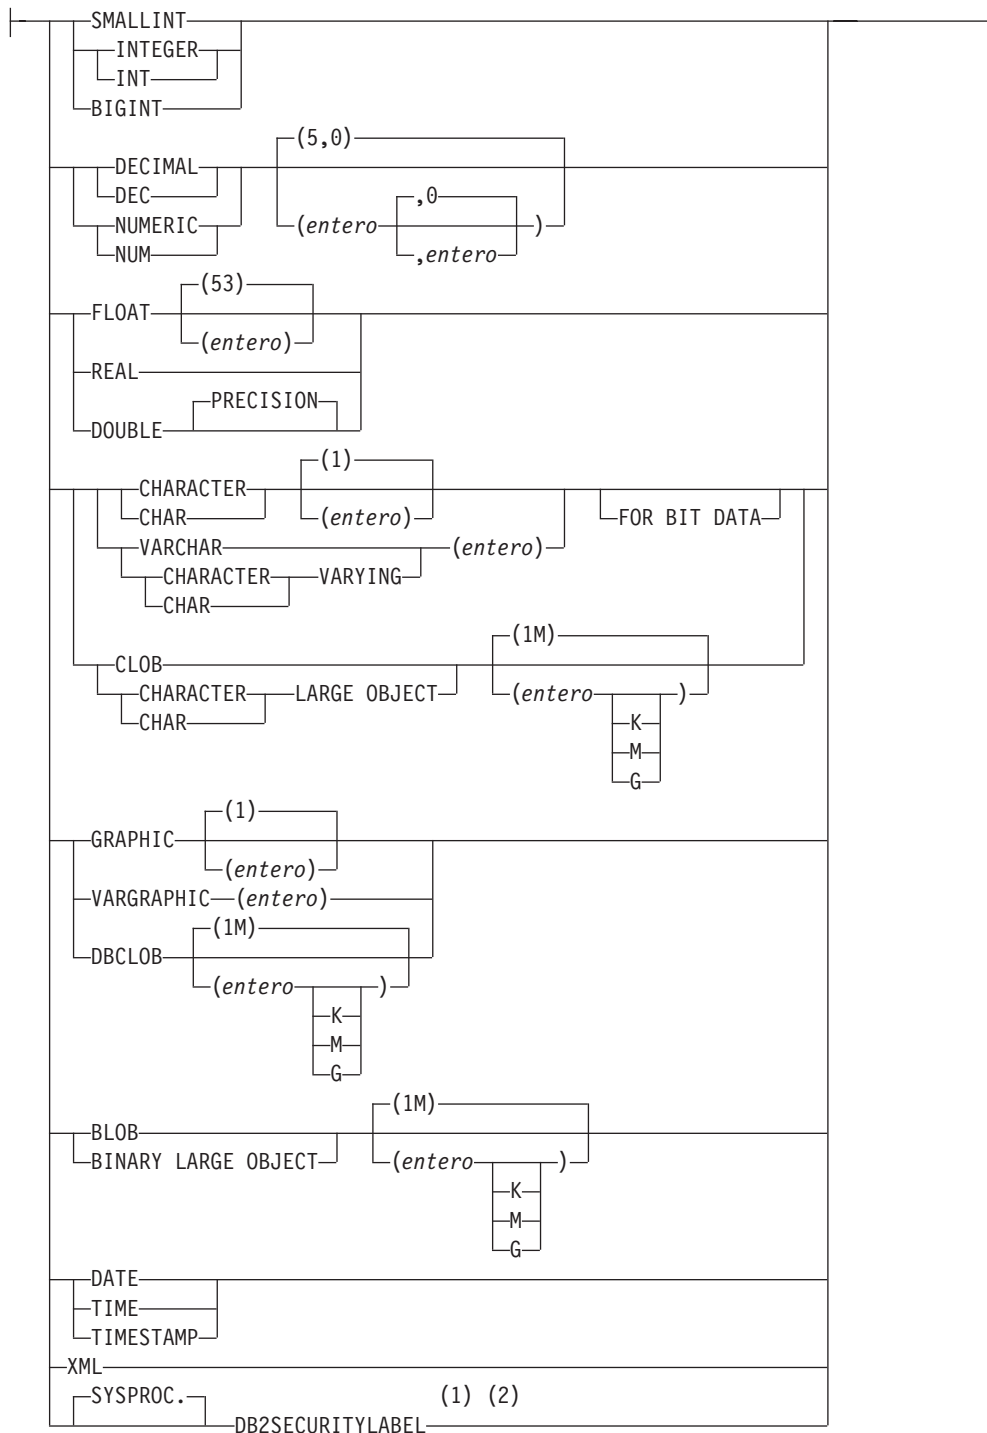 SMALLINT
INTEGER
INT
BIGINT
(5,0)
DECIMAL
DEC
,0
NUMERIC
(entero )
NUM
,entero
(53)
FLOAT
(entero)
REAL
PRECISION
DOUBLE
(1)
CHARACTER
CHAR
(entero)
FOR BIT DATA
VARCHAR
(entero)
CHARACTER
VARYING
CHAR
(1M)
CLOB
CHARACTER
LARGE OBJECT
(entero )
CHAR
K
M
G
(1)
GRAPHIC
(entero)
VARGRAPHIC
(entero)
(1M)
DBCLOB
(entero )
K
M
G
(1M)
BLOB
BINARY LARGE OBJECT
(entero )
K
M
G
DATE
TIME
TIMESTAMP
XML
SYSPROC.
(1) (2)
DB2SECURITYLABEL